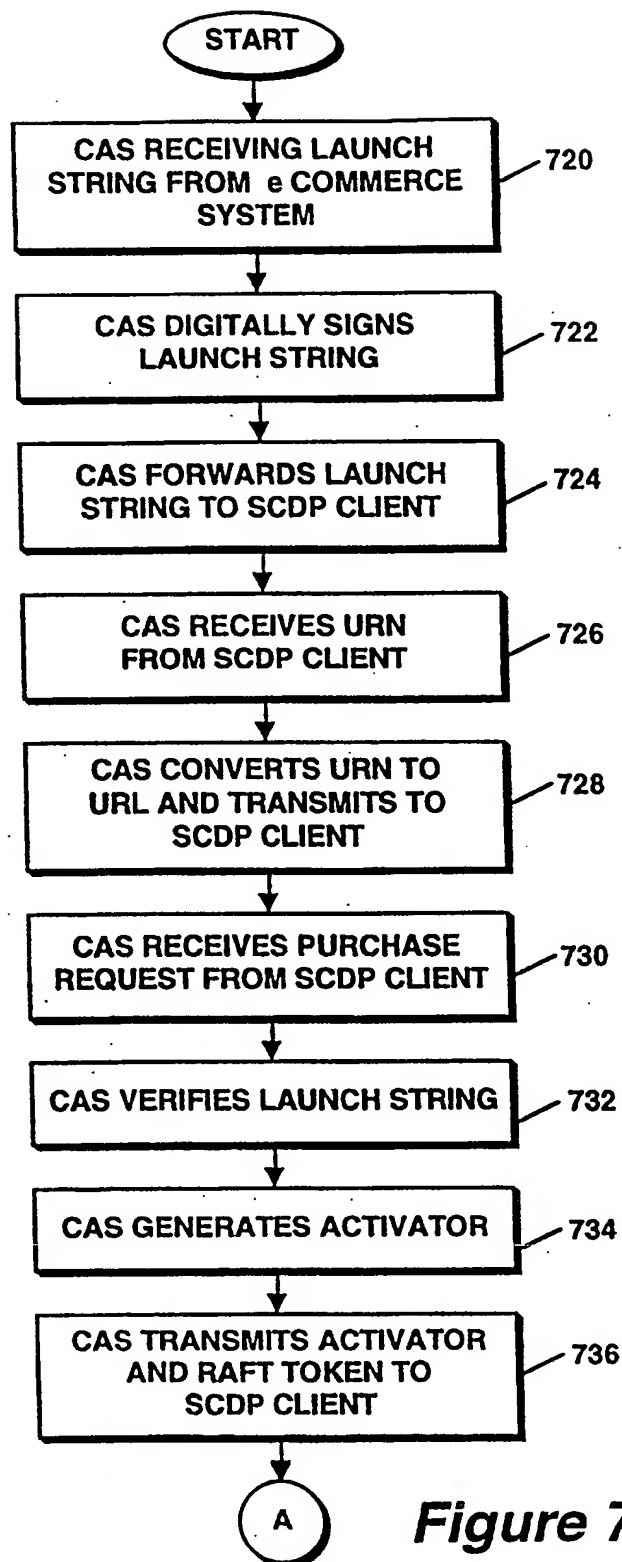 START
CAS RECEIVING LAUNCH
STRING FROM e COMMERCE
SYSTEM
720
CAS DIGITALLY SIGNS
LAUNCH STRING
722
CAS FORWARDS LAUNCH
STRING TO SCDP CLIENT
724
CAS RECEIVES URN
FROM SCDP CLIENT
726
CAS CONVERTS URN TO
URL AND TRANSMITS TO
SCDP CLIENT
728
CAS RECEIVES PURCHASE
REQUEST FROM SCDP CLIENT
730
CAS VERIFIES LAUNCH STRING
732
CAS GENERATES ACTIVATOR
734
CAS TRANSMITS ACTIVATOR
AND RAFT TOKEN TO
SCDP CLIENT
736
A
Figure 7